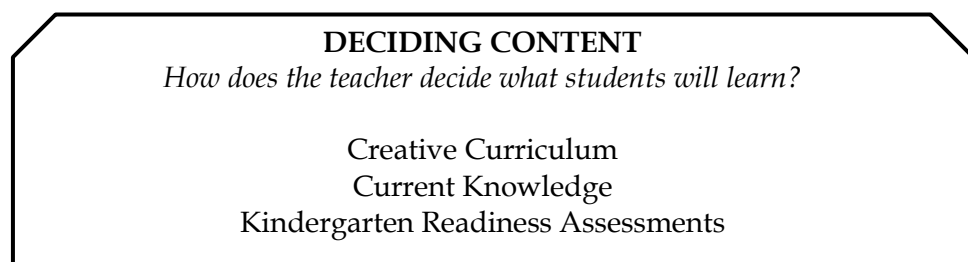 DECIDING CONTENT
How does the teacher decide what students will learn?
Creative Curriculum
Current Knowledge
Kindergarten Readiness Assessments